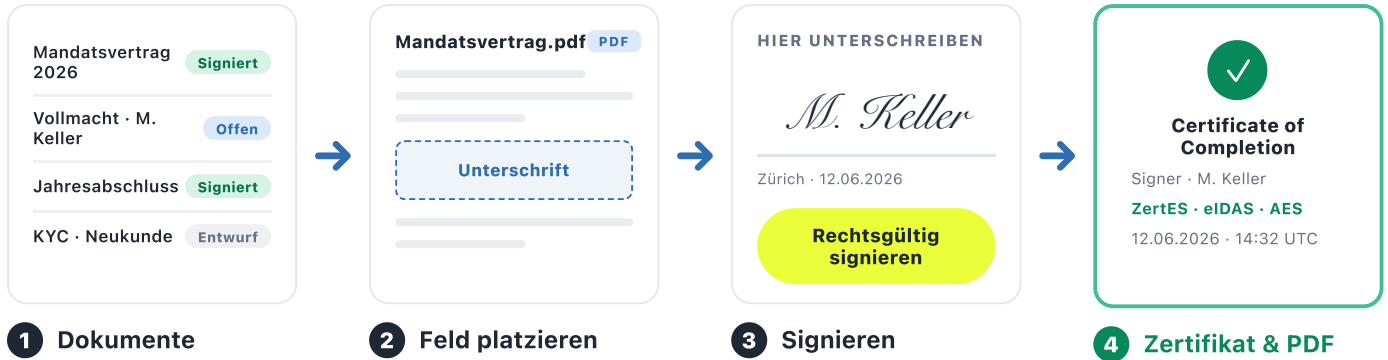 Mandatsvertrag
2026
Signiert
Vollmacht · M.
Keller
Offen
Jahresabschluss
Signiert
KYC · Neukunde
Entwurf
1 Dokumente
Mandatsvertrag.pdf
PDF
Unterschrift
2 Feld platzieren
HIER UNTERSCHREIBEN
M. Keller
Zürich · 12.06.2026
Rechtsgültig
signieren
3 Signieren
Certificate of
Completion
Signer · M. Keller
ZertES · eIDAS · AES
12.06.2026 · 14:32 UTC
4 Zertifikat & PDF